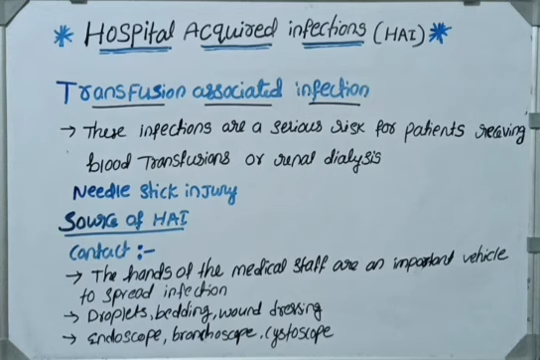 * Hospital Acquired infections (HAI) *
Transfusion associated infection
→ These infections are a serious risk for patients
blood transfusions or renal dialysis
Needle stick injury
Source of HAI
Contact :-
→ The hands of the medical staff are an important vehicle
to spread infection
→ Droplets, bedding, wound dressing
→ Endoscope, bronchoscope, cystoscope